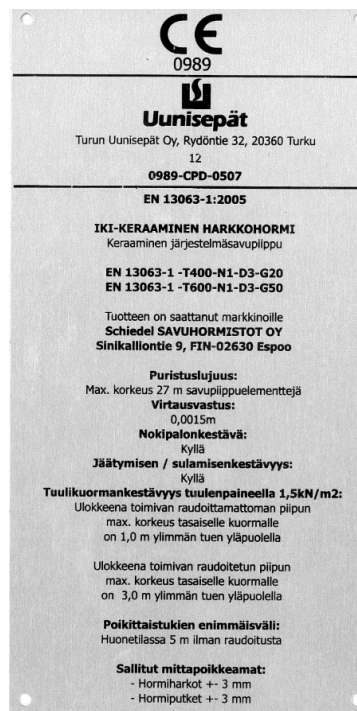 CE
0989
Uunisepät
Turun Uunisepät Oy, Rydöntie 32, 20360 Turku
12
0989-CPD-0507
EN 13063-1:2005
IKI-KERAAMINEN HARKKOHORMI
Keraaminen järjestelmäsavupiippu
EN 13063-1 -T400-N1-D3-G20
EN 13063-1 -T600-N1-D3-G50
Tuotteen on saattanut markkinoille
Schiedel SAVUHORMISTOT OY
Sinikalliontie 9, FIN-02630 Espoo
Puristuslujuus:
Max. korkeus 27 m savupiippuelementtejä
Virtausvastus:
0,0015m
Nokipalonkestävä:
Kyllä
Jäätymisen / sulamisenkestävyys:
Kyllä
Tuulikuormankestävyys tuulenpaineella 1,5kN/m2:
Ulokkeena toimivan raudoittamattoman piipun
max. korkeus tasaiselle kuormalle
on 1,0 m ylimmän tuen yläpuolella
Ulokkeena toimivan raudoitetun piipun
max. korkeus tasaiselle kuormalle
on 3,0 m ylimmän tuen yläpuolella
Poikittaistukien enimmäisväli:
Huonetilassa 5 m ilman raudoitusta
Sallitut mittapoikkeamat:
- Hormiharkot +- 3 mm
- Hormiputket +- 3 mm